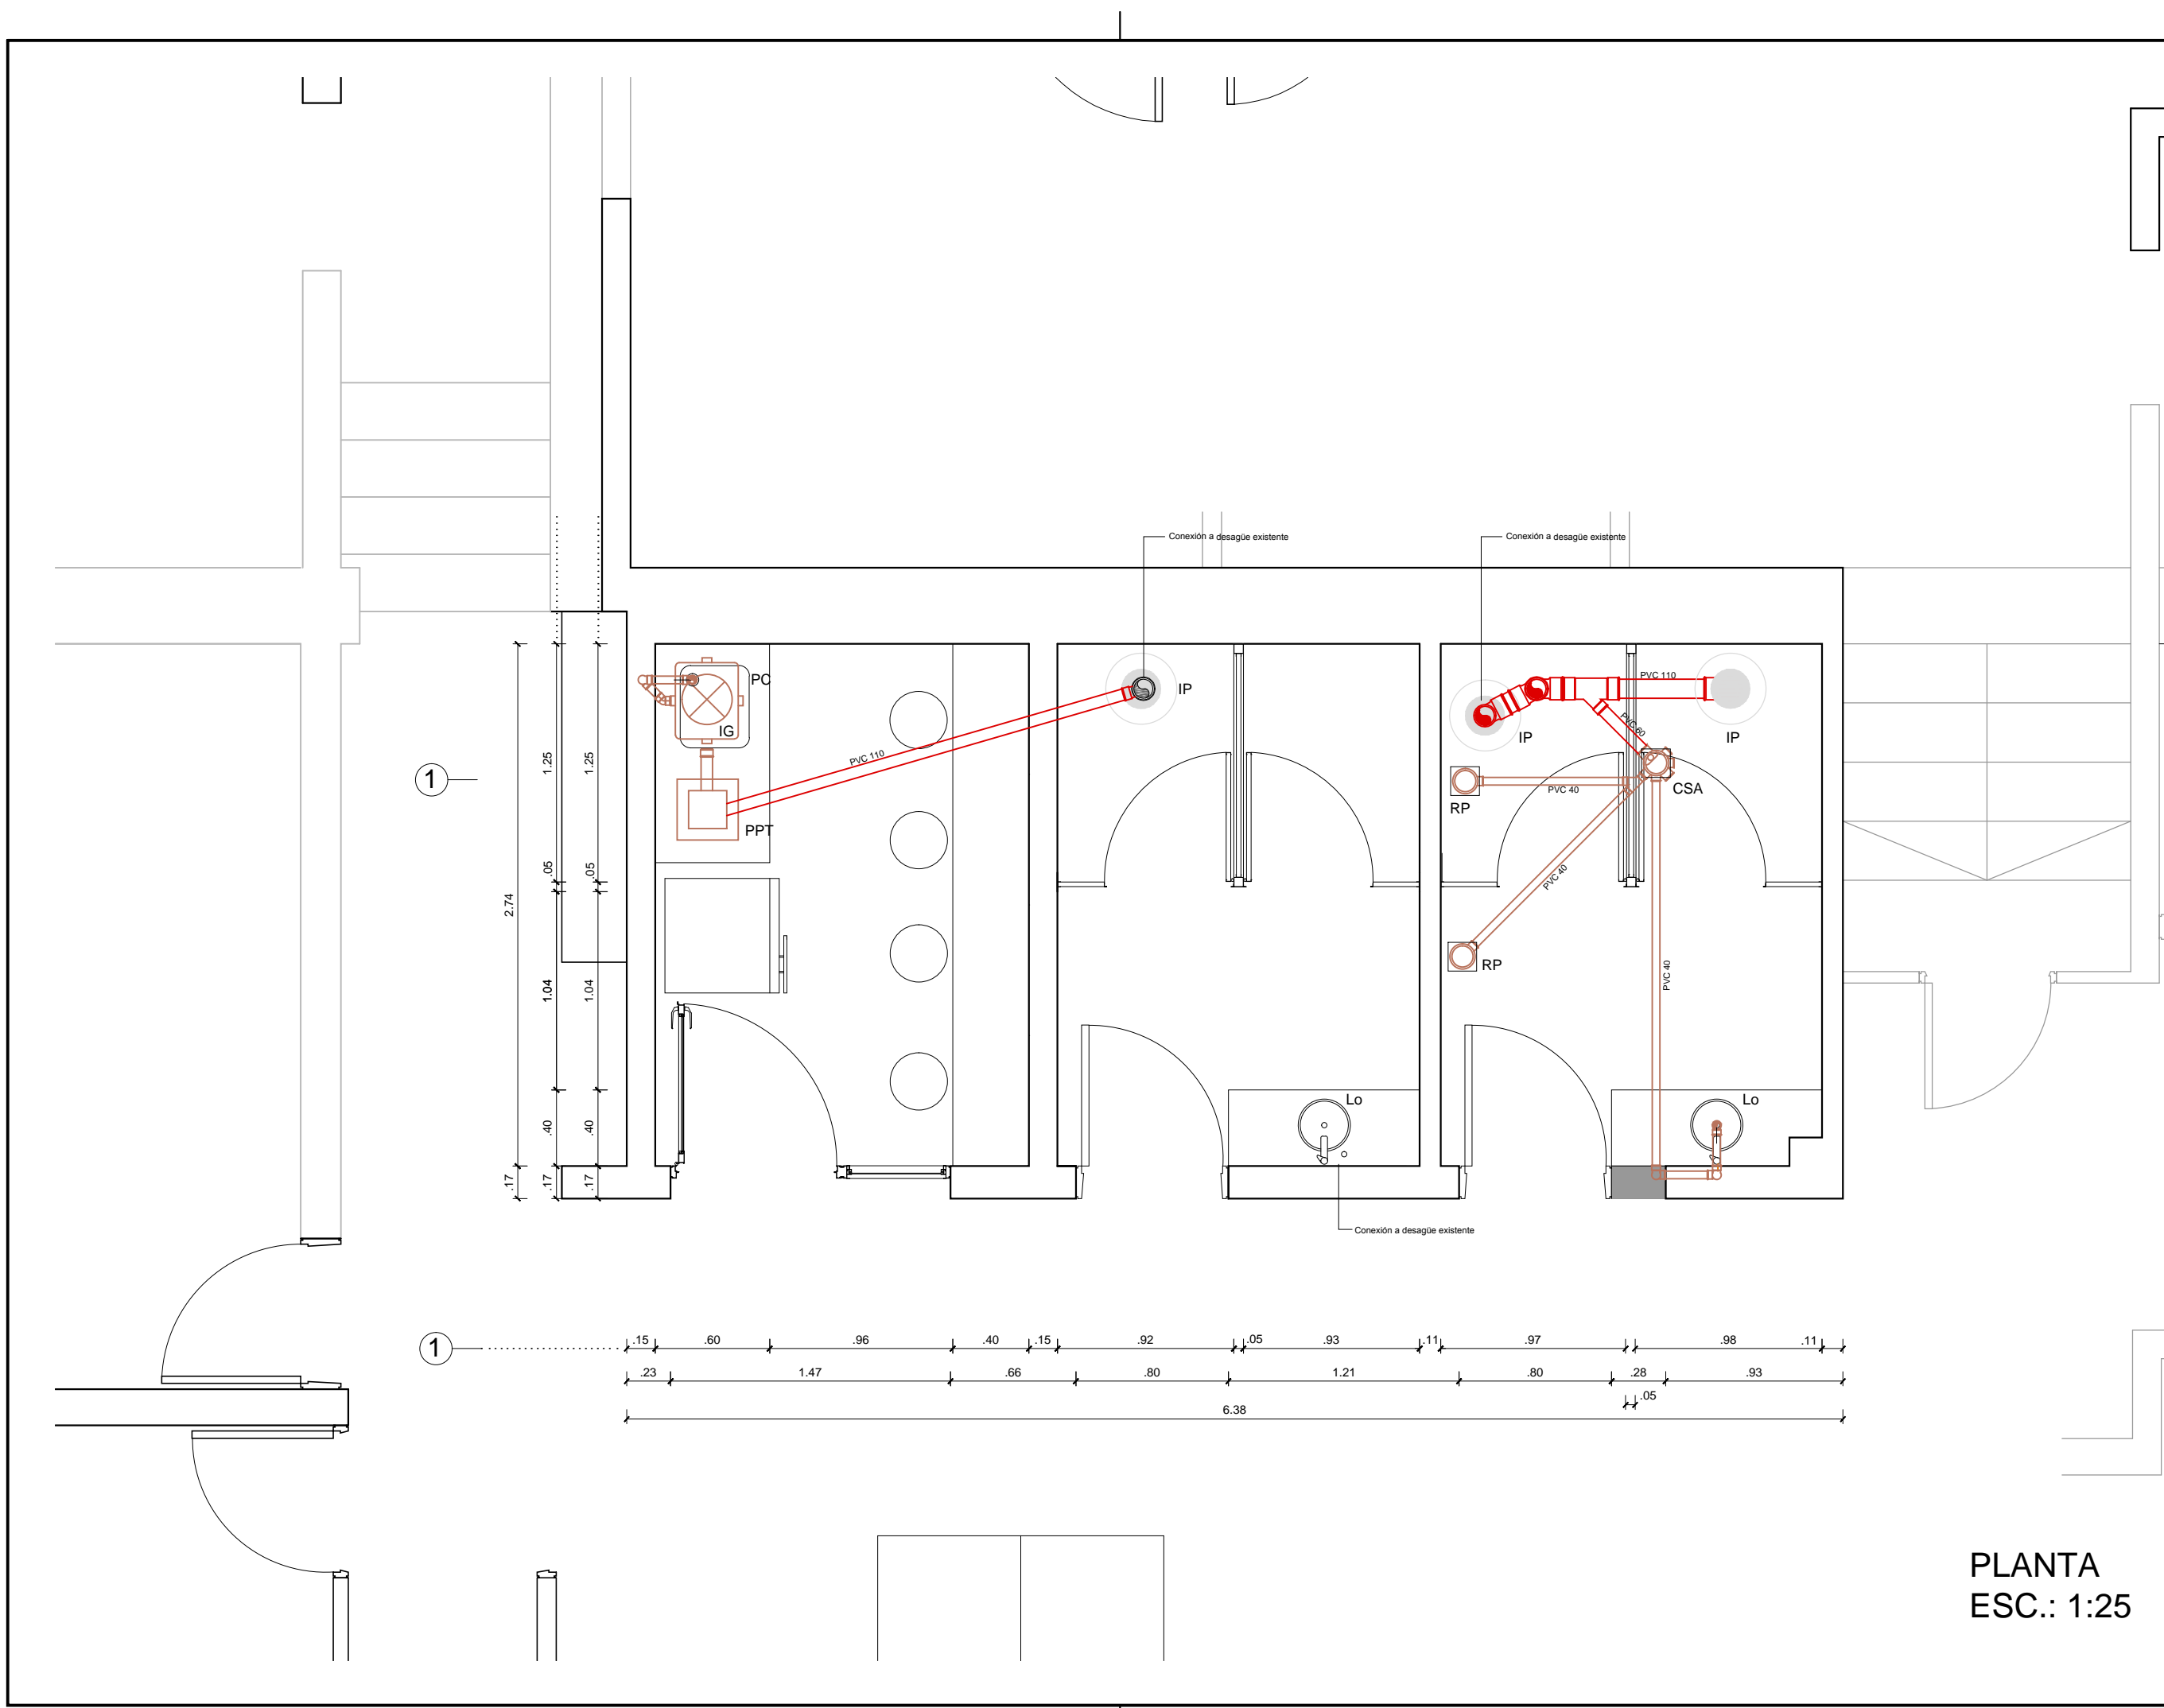 Conexión a desagüe existente
Conexión a desagüe existente
PC
IG
PPT
PVC 110
IP
PVC 110
PVC 60
IP
IP
CSA
PVC 40
RP
PVC 40
RP
PVC 40
Lo
Lo
Conexión a desagüe existente
1
2.74
.17
1.25
.05
1.04
.40
.17
1.25
.05
1.04
.40
.17
1
.15
.60
.96
.40
.15
.92
.05
.93
.11
.97
.98
.11
.23
1.47
.66
.80
1.21
.80
.28
.93
.05
6.38
PLANTA
ESC.: 1:25